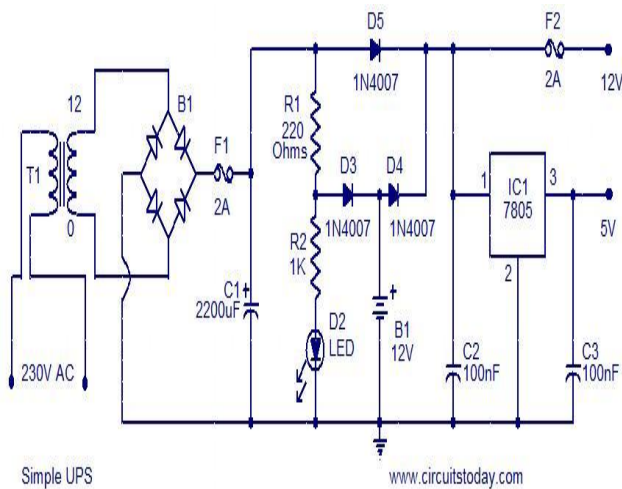 D5
F2
1N4007
2A
12V
12
B1
R1
220
Ohms
F1
T1
D3
D4
1
IC1
7805
3
2A
1N4007
1N4007
5V
0
R2
1K
2
C1
+
2200uF
+
D2
LED
B1
12V
C2
100nF
C3
100nF
230V AC
Simple UPS
www.circuitstoday.com